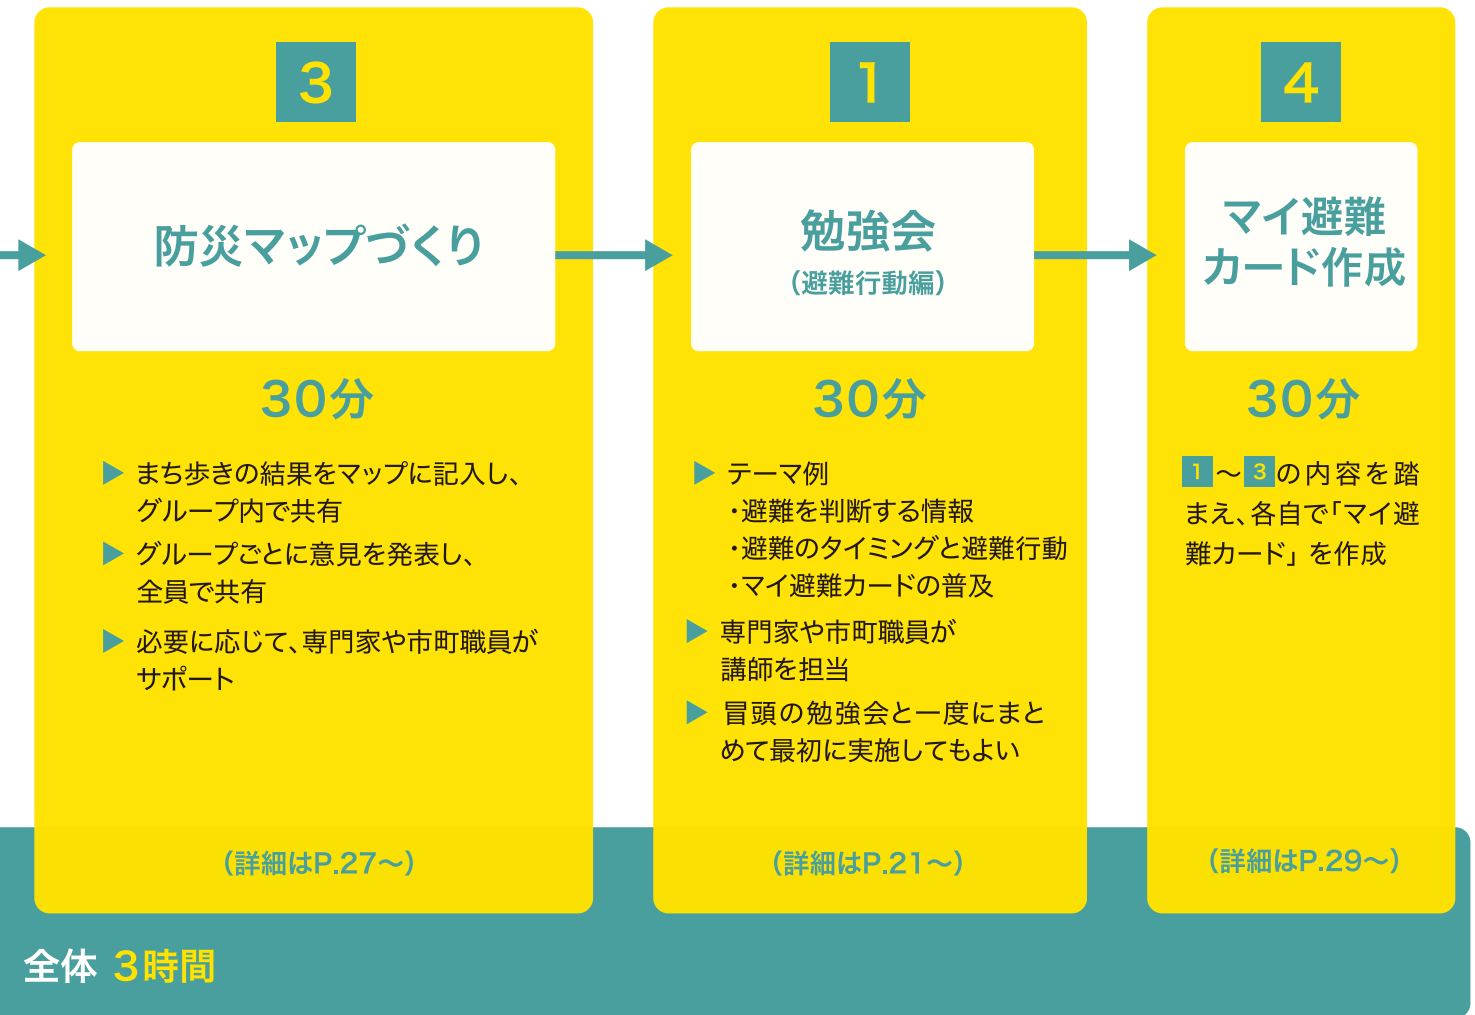 3
防災マップづくり
30分
▶ まち歩きの結果をマップに記入し、
グループ内で共有
▶ グループごとに意見を発表し、
全員で共有
▶ 必要に応じて、専門家や市町職員が
サポート
（詳細はP.27〜）
1
勉強会
（避難行動編）
30分
▶ テーマ例
・避難を判断する情報
・避難のタイミングと避難行動
・マイ避難カードの普及
▶ 専門家や市町職員が
講師を担当
▶ 冒頭の勉強会と一度にまと
めて最初に実施してもよい
（詳細はP.21〜）
4
マイ避難
カード作成
30分
1〜3の内容を踏
まえ、各自で「マイ避
難カード」を作成
（詳細はP.29〜）
全体 3時間